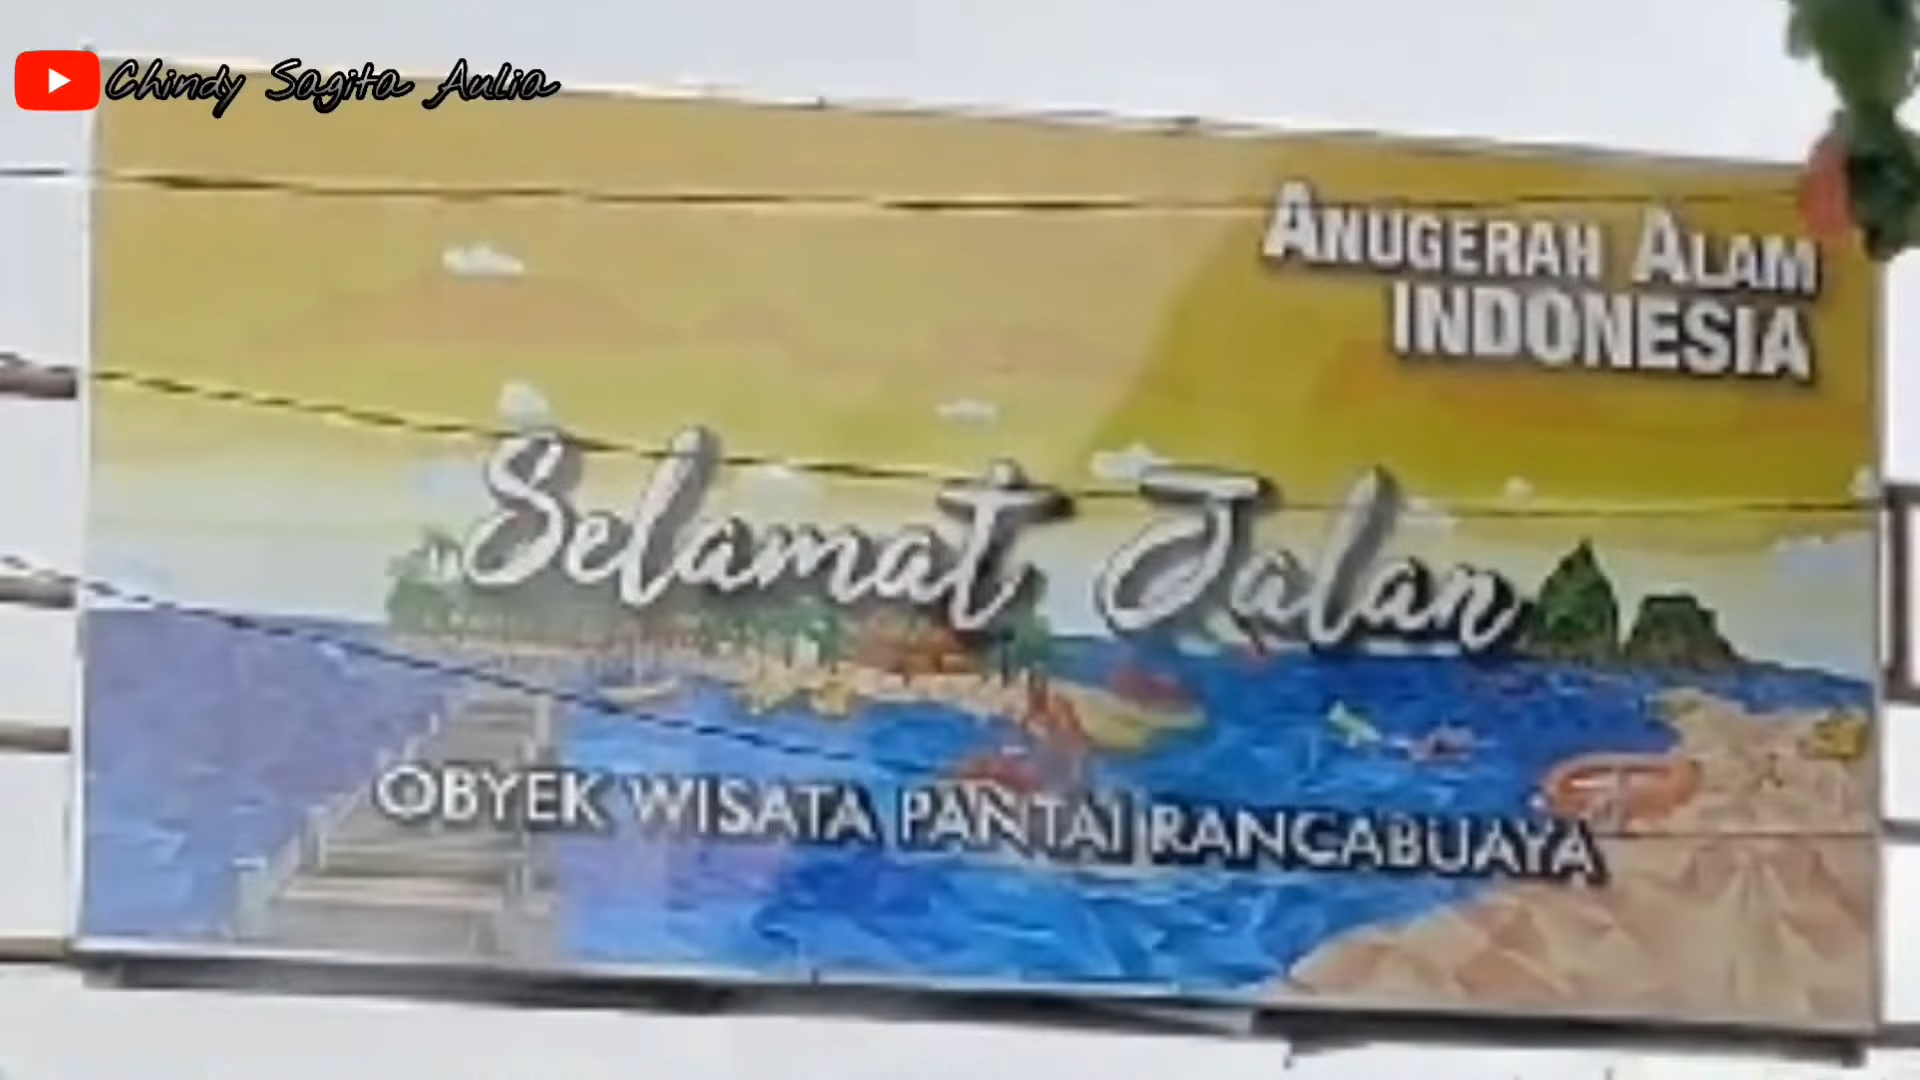 Chindy Sagita Aulia
ANUGERAH ALAM
INDONESIA
Selamat Jalan
OBYEK WISATA PANTAI RANCABUAYA